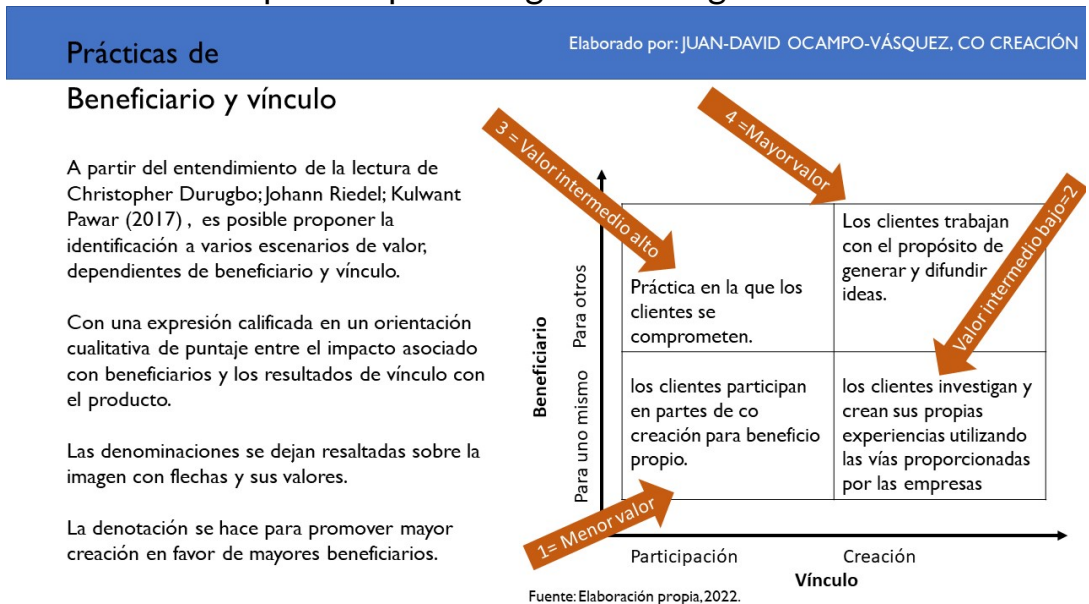 Prácticas de
Elaborado por: JUAN-DAVID OCAMPO-VÁSQUEZ, CO CREACIÓN
Beneficiario y vínculo
A partir del entendimiento de la lectura de
Christopher Durugbo; Johann Riedel; Kulwant
Pawar (2017) , es posible proponer la
identificación a varios escenarios de valor,
dependientes de beneficiario y vínculo.
Con una expresión calificada en un orientación
cualitativa de puntaje entre el impacto asociado
con beneficiarios y los resultados de vínculo con
el producto.
Las denominaciones se dejan resaltadas sobre la
imagen con flechas y sus valores.
La denotación se hace para promover mayor
creación en favor de mayores beneficiarios.
3 = Valor intermedio alto
4 =Mayor valor
Valor intermedio bajo=2
1= Menor valor
Beneficiario
Para otros
Para uno mismo
Práctica en la que los
clientes se
comprometen.
Los clientes trabajan
con el propósito de
generar y difundir
ideas.
los clientes participan
en partes de co
creación para beneficio
propio.
los clientes investigan y
crean sus propias
experiencias utilizando
las vías proporcionadas
por las empresas
Participación
Creación
Vínculo
Fuente: Elaboración propia,2022.